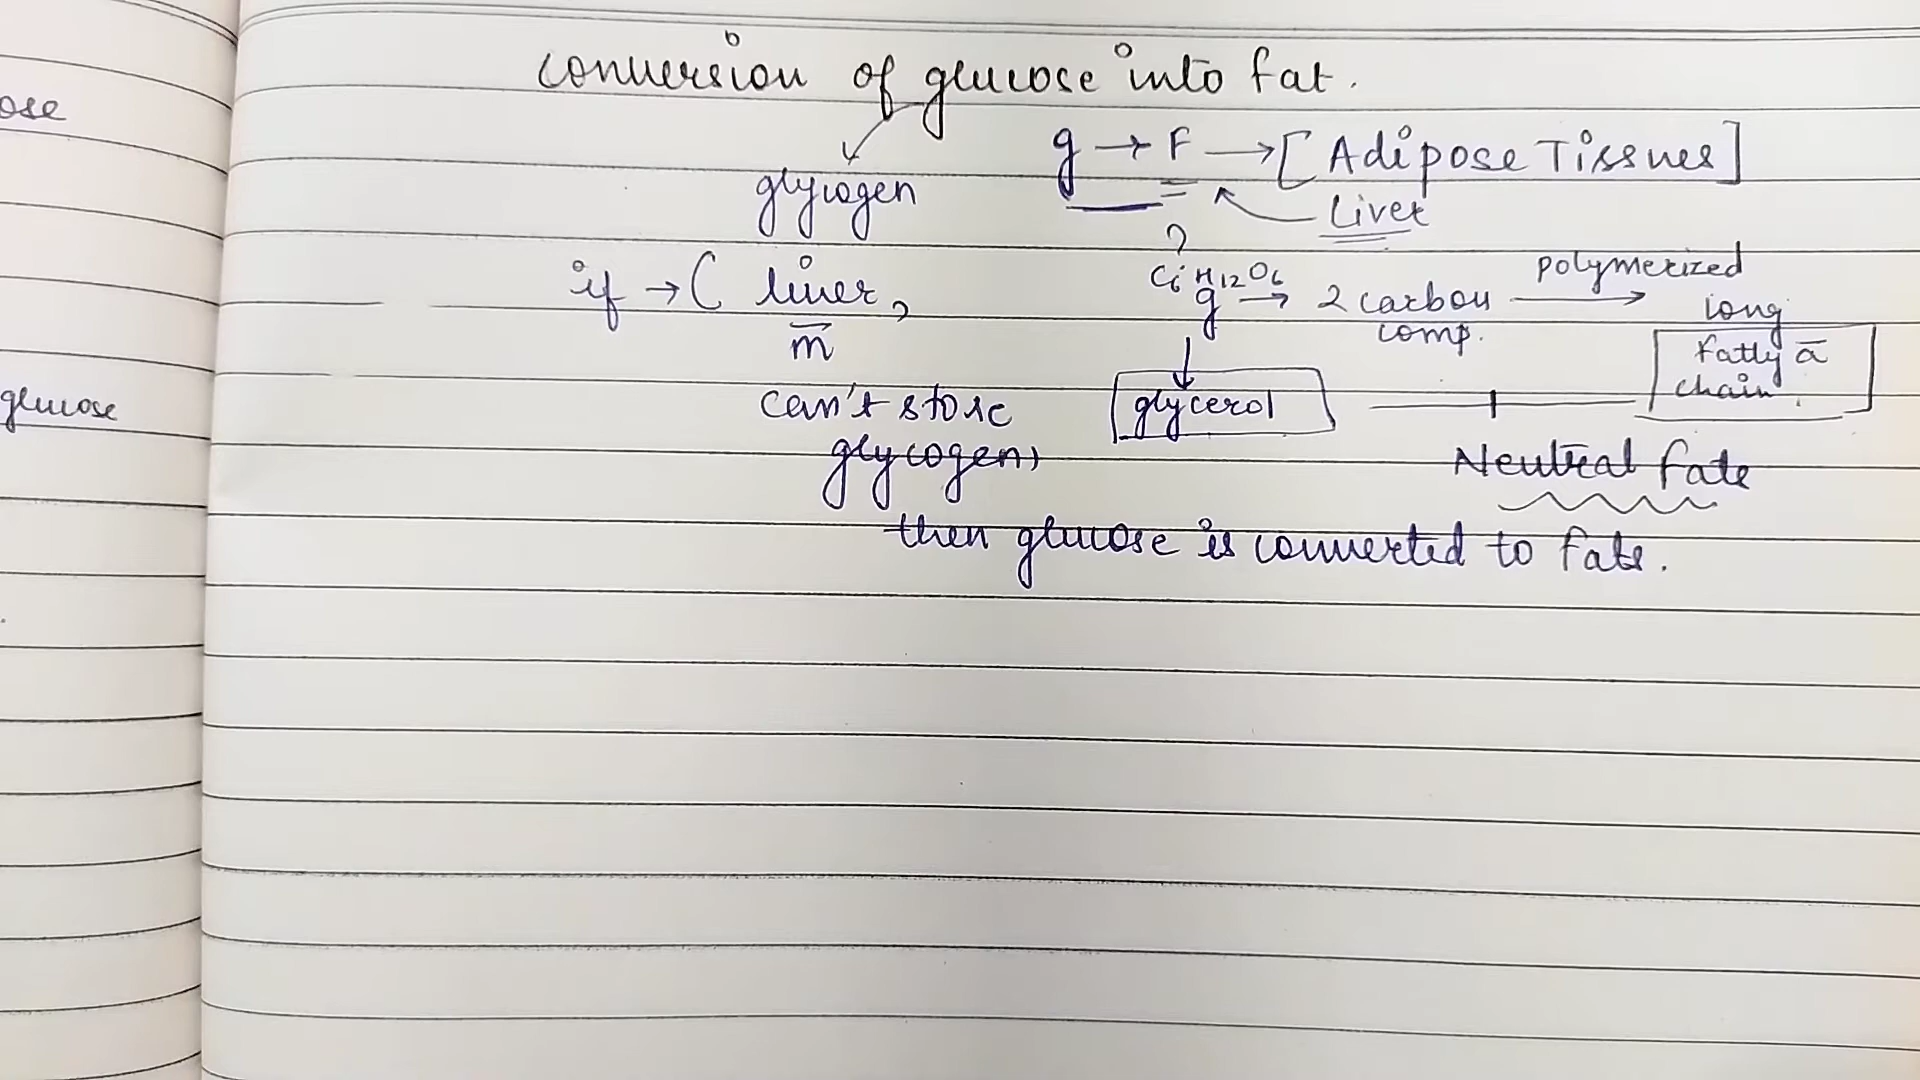 conversion of glucose into fat.
ose
g → F → [Adipose Tissues]
glycogen
Liver
?
if → ( liver,
m̄
C6H12O6
g → 2 carbon comp.
polymerized
long
fatty ā
chain.
glucose
can't store
glycogen,
glycerol
Neutral fats
then glucose is converted to fats.